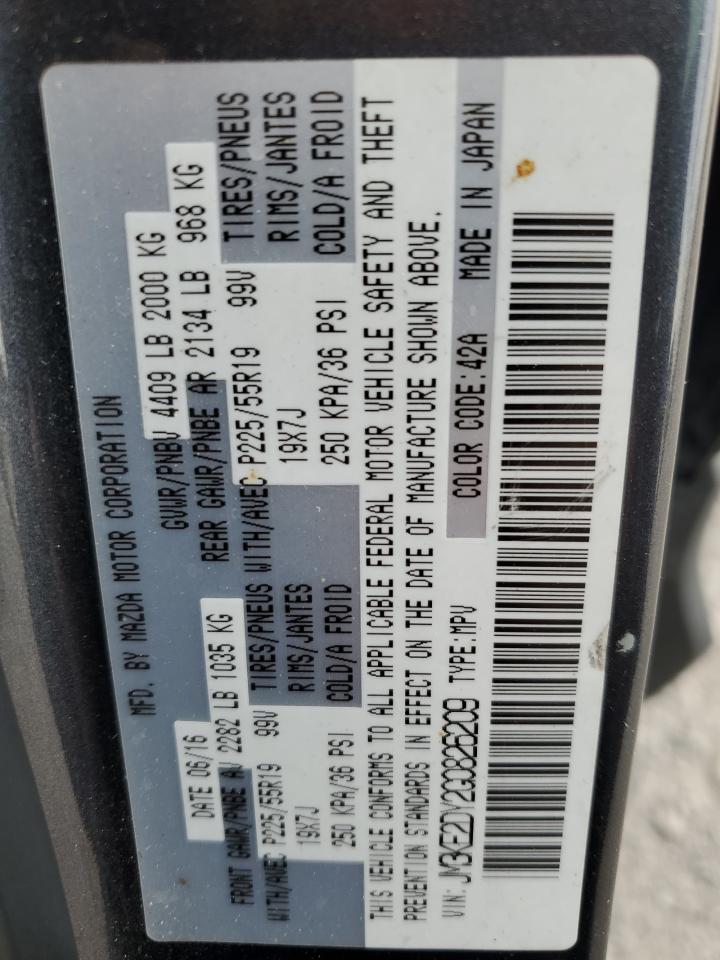 MFD. BY MAZDA MOTOR CORPORATION
DATE 06/16 GVWR/PNBV 4409 LB 2000 KG
FRONT GAWR/PNBE AV 2282 LB 1035 KG REAR GAWR/PNBE AR 2134 LB 968 KG
WITH/AVEC P225/55R19 99V TIRES/PNEUS WITH/AVEC P225/55R19 99V TIRES/PNEUS
19X7J RIMS/JANTES 19X7J RIMS/JANTES
250 KPA/36 PSI COLD/A FROID 250 KPA/36 PSI COLD/A FROID
THIS VEHICLE CONFIRMS TO ALL APPLICABLE FEDERAL MOTOR VEHICLE SAFETY AND THEFT
PREVENTION STANDARDS IN EFFECT ON THE DATE OF MANUFACTURE SHOWN ABOVE.
VIN: JM3KE2DY2G0826209 TYPE:MPV COLOR CODE:42A MADE IN JAPAN